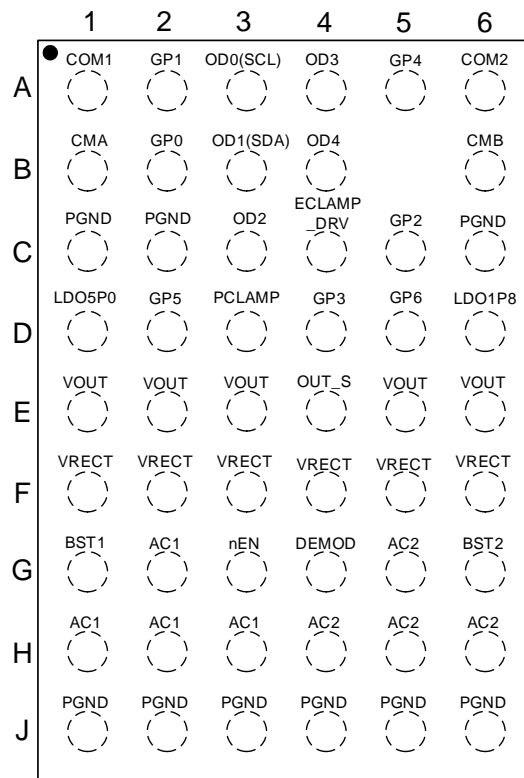 1 2 3 4 5 6
A COM1 GP1 OD0(SCL) OD3 GP4 COM2
B CMA GP0 OD1(SDA) OD4 CMB
C PGND PGND OD2 ECLAMP
_DRV GP2 PGND
D LDO5P0 GP5 PCLAMP GP3 GP6 LDO1P8
E VOUT VOUT VOUT OUT_S VOUT VOUT
F VRECT VRECT VRECT VRECT VRECT VRECT
G BST1 AC1 nEN DEMOD AC2 BST2
H AC1 AC1 AC1 AC2 AC2 AC2
J PGND PGND PGND PGND PGND PGND